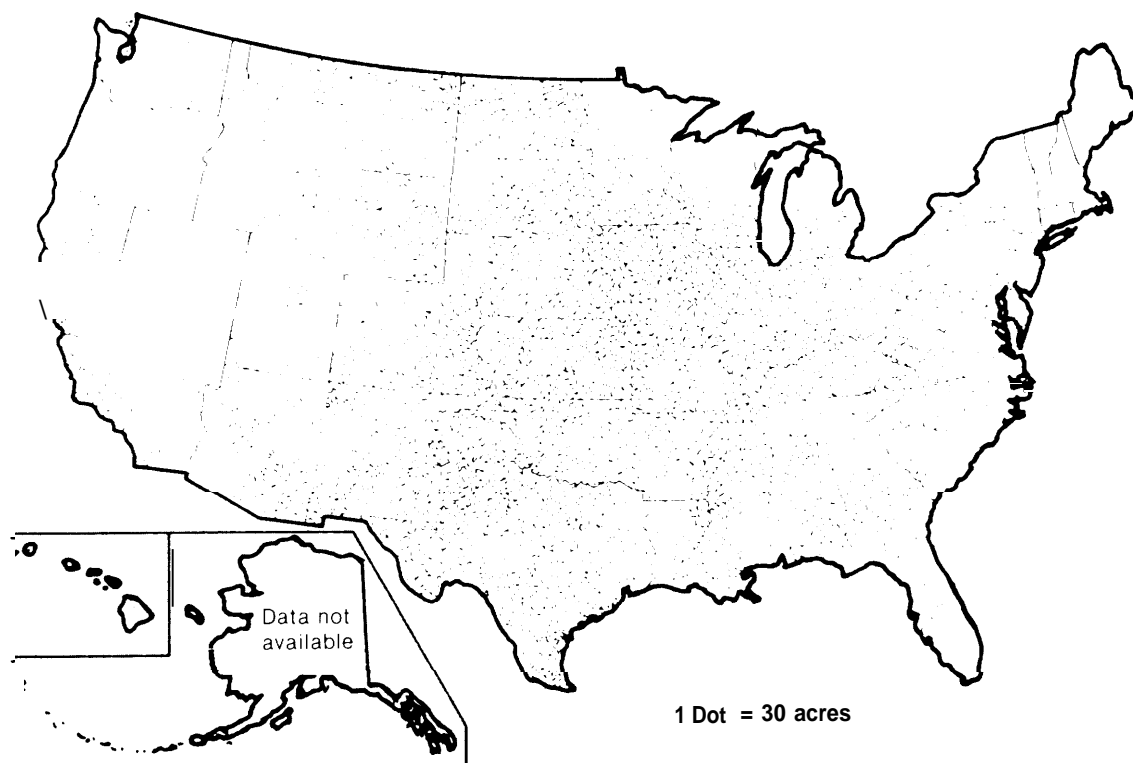 Data not
available
1 Dot = 30 acres